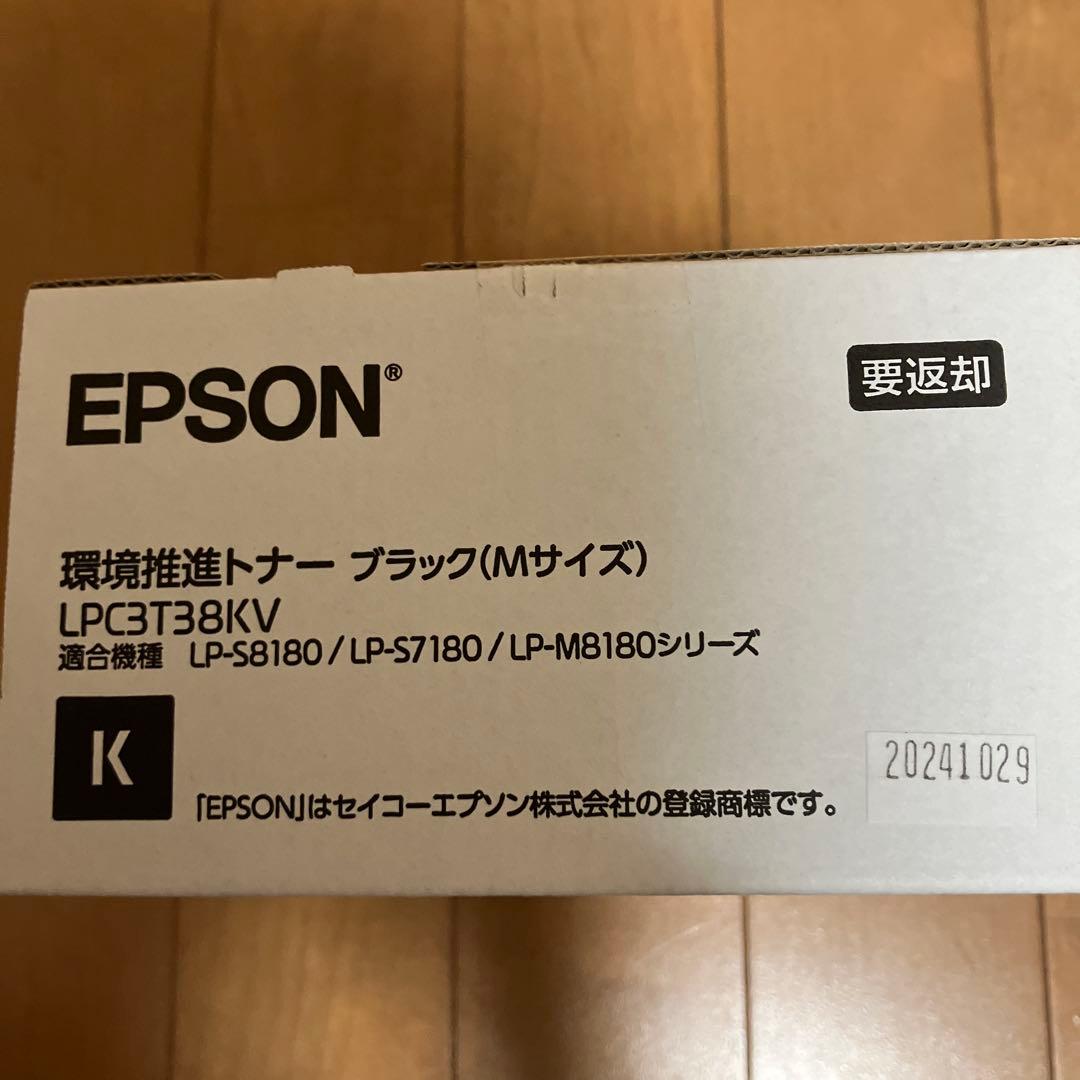 EPSON®
要返却
環境推進トナー ブラック(Mサイズ)
LPC3T38KV
適合機種 LP-S8180/LP-S7180/LP-M8180シリーズ
K
20241029
「EPSON」はセイコーエプソン株式会社の登録商標です。